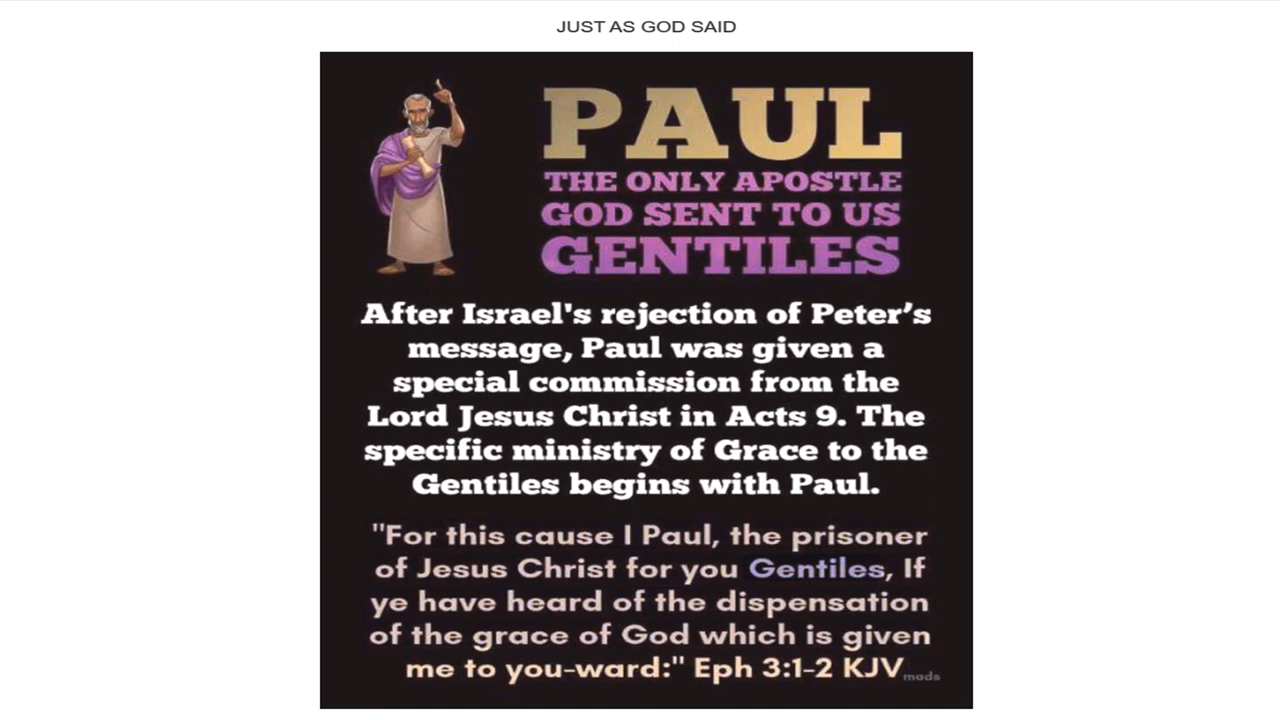 JUST AS GOD SAID
PAUL
THE ONLY APOSTLE
GOD SENT TO US
GENTILES
After Israel's rejection of Peter’s
message, Paul was given a
special commission from the
Lord Jesus Christ in Acts 9. The
specific ministry of Grace to the
Gentiles begins with Paul.
"For this cause I Paul, the prisoner
of Jesus Christ for you Gentiles, If
ye have heard of the dispensation
of the grace of God which is given
me to you-ward:" Eph 3:1-2 KJV
mads